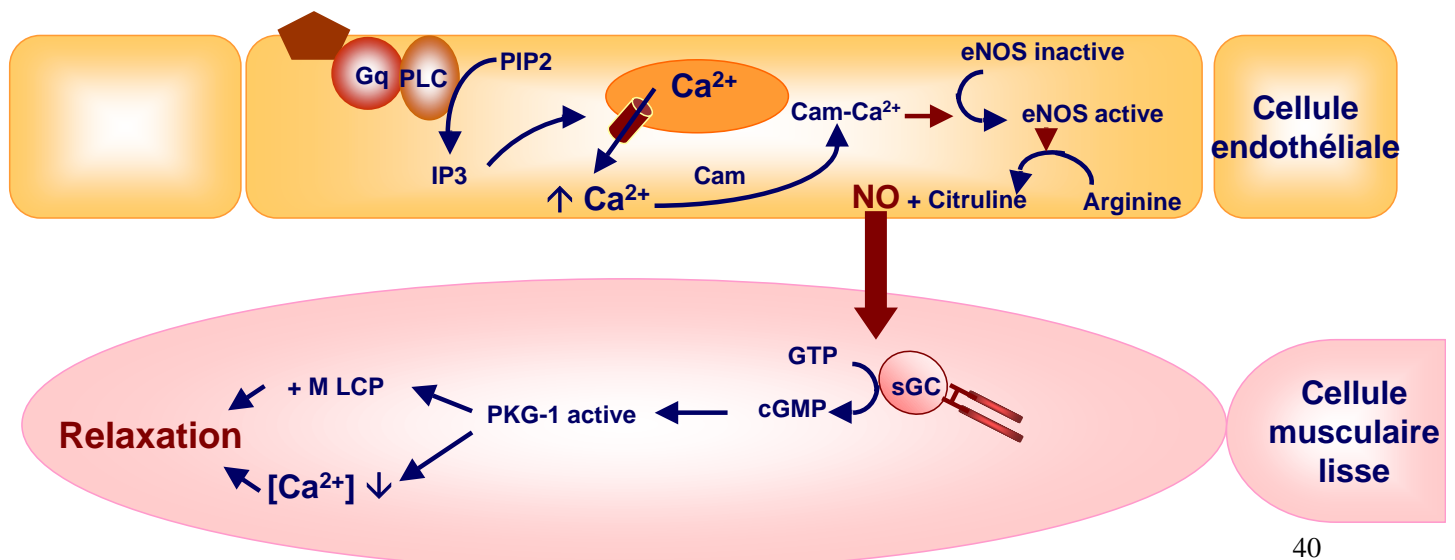 Gq PLC
PIP2
IP3
Ca²⁺
↑ Ca²⁺
Cam
Cam-Ca²⁺
eNOS inactive
eNOS active
NO + Citruline
Arginine
Cellule
endothéliale
GTP
sGC
cGMP
PKG-1 active
+ M LCP
[Ca²⁺] ↓
Relaxation
Cellule
musculaire
lisse
40